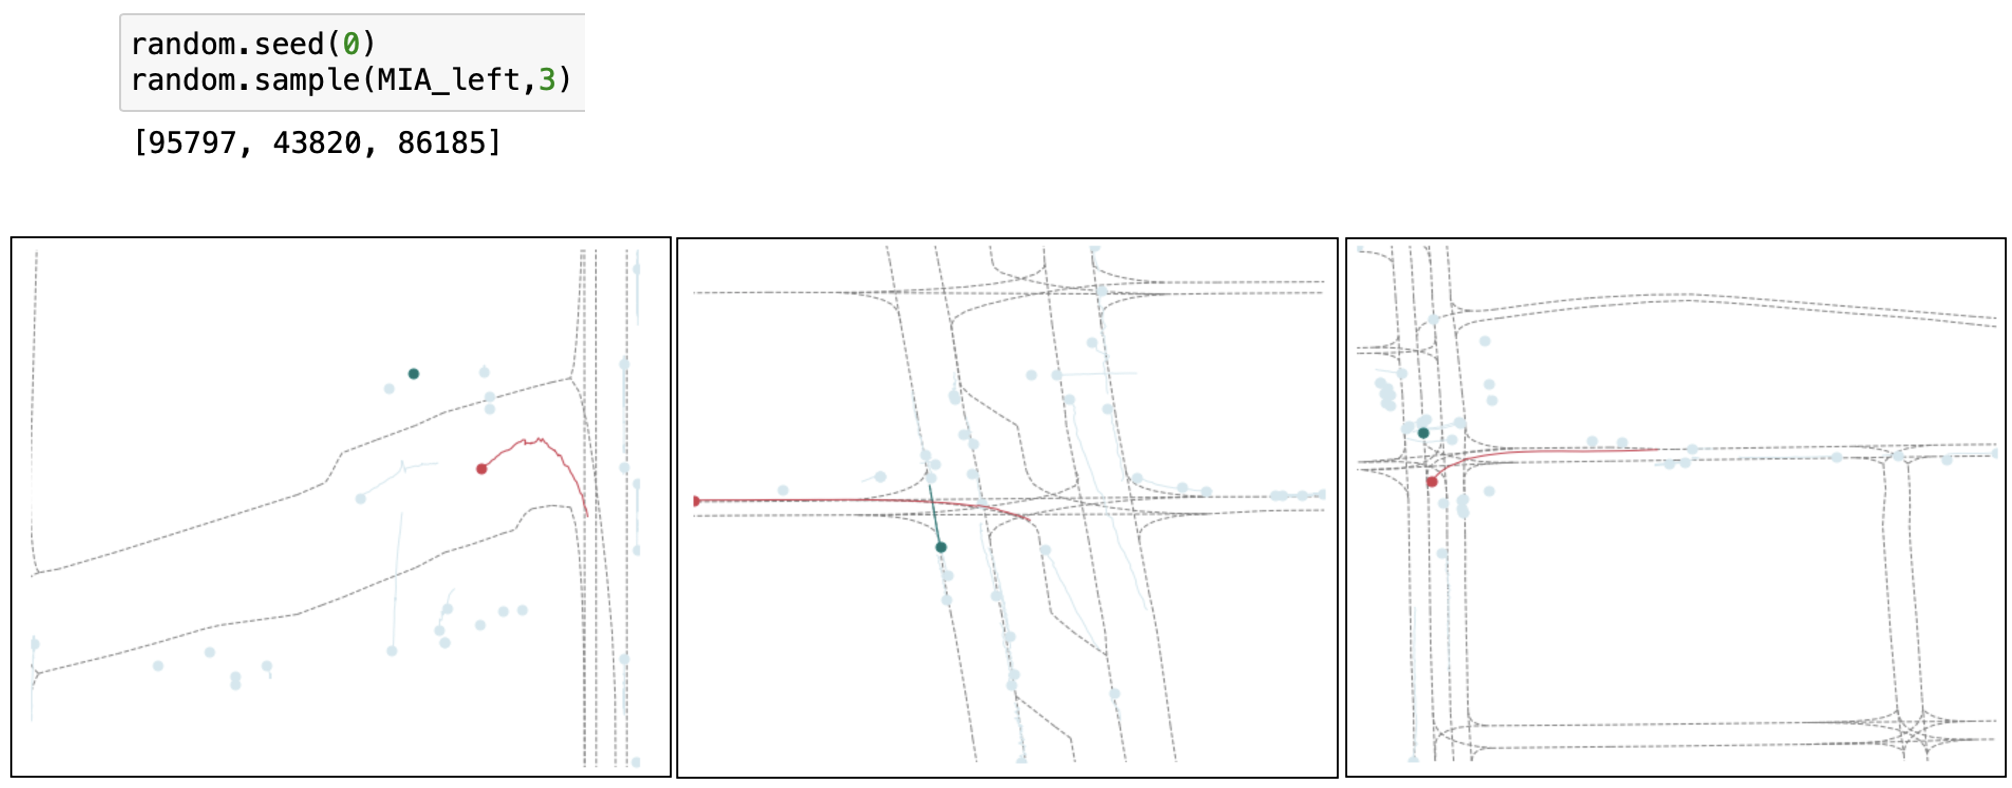 random.seed(0)
random.sample(MIA_left,3)
[95797, 43820, 86185]